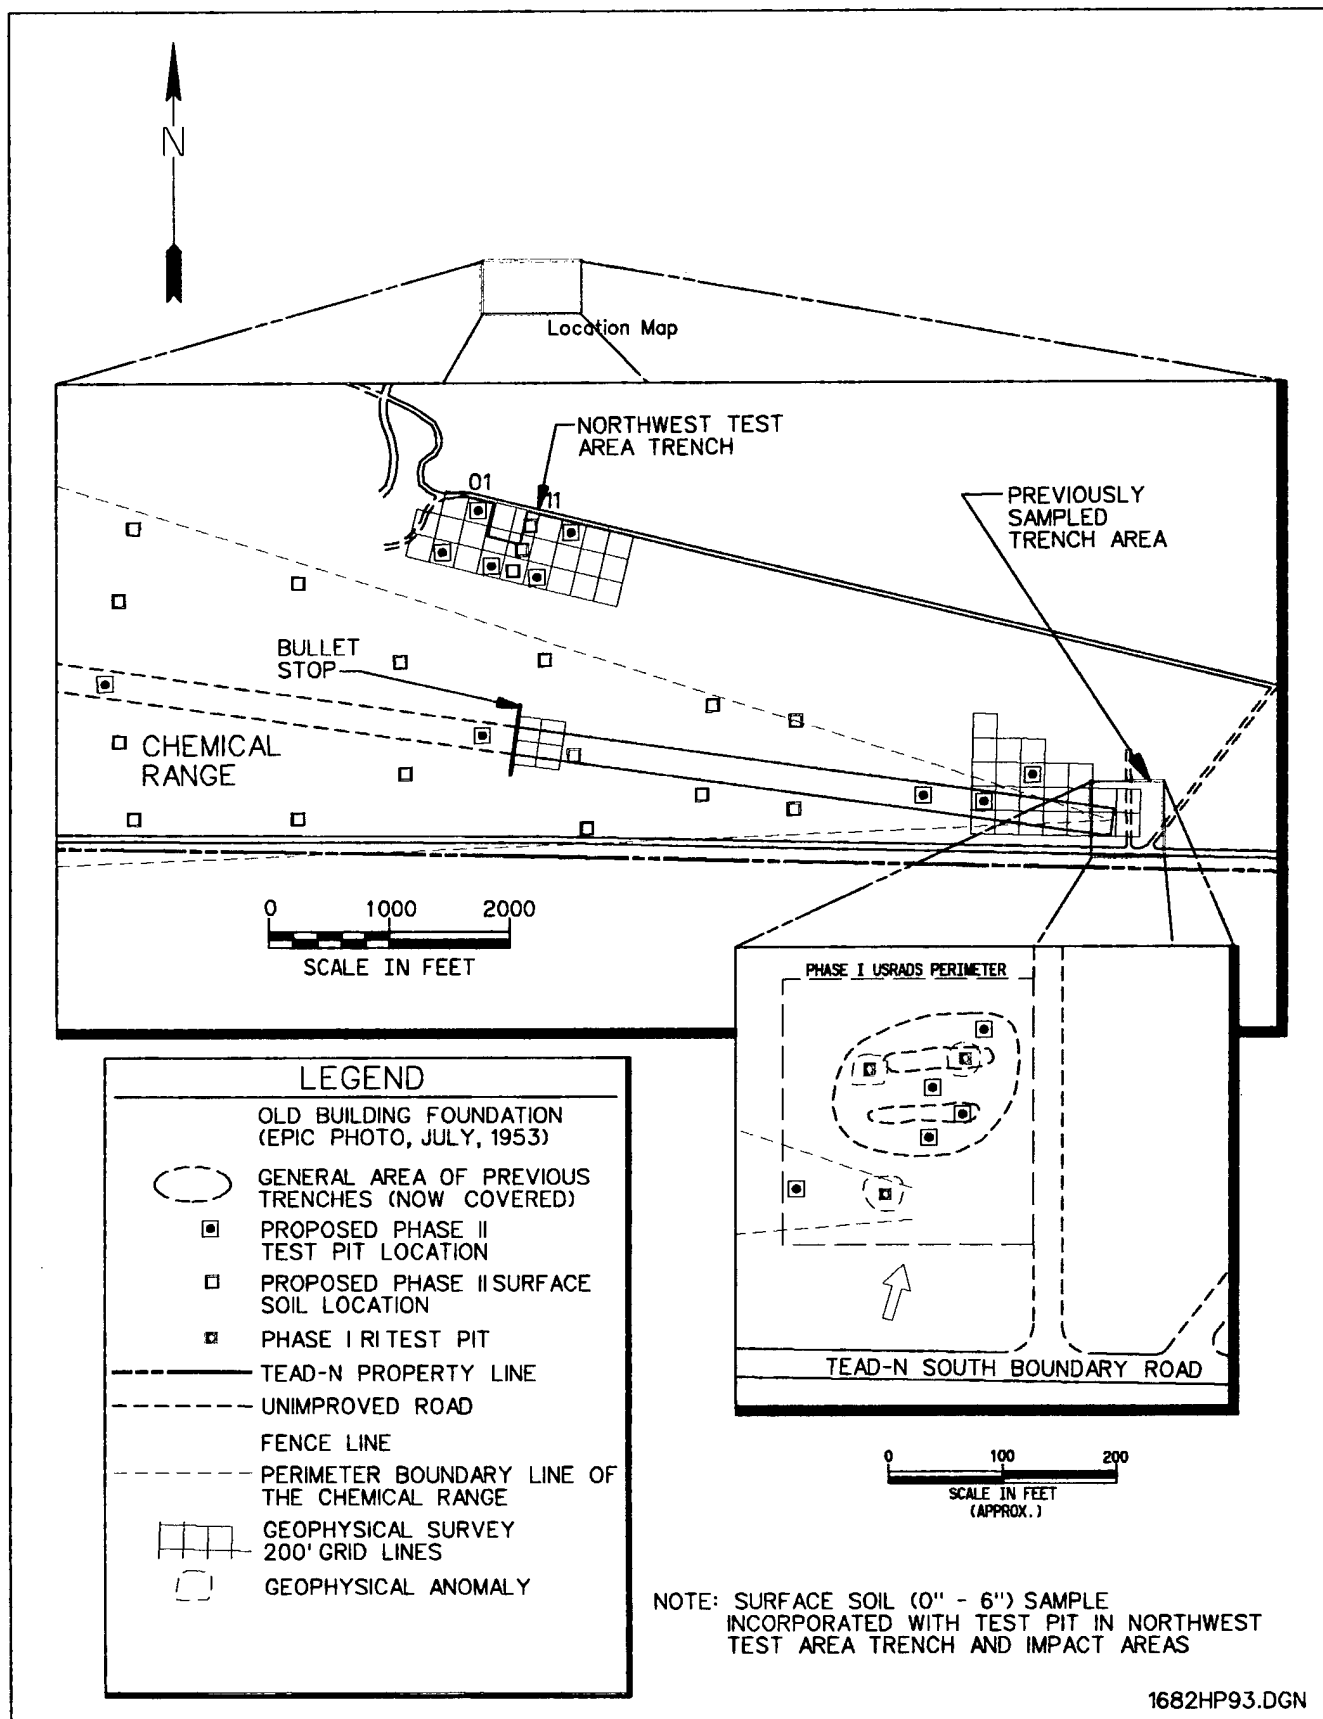 N
Location Map
NORTHWEST TEST
AREA TRENCH
01
11
PREVIOUSLY
SAMPLED
TRENCH AREA
BULLET
STOP
CHEMICAL
RANGE
0 1000 2000
SCALE IN FEET
PHASE I USRADS PERIMETER
TEAD-N SOUTH BOUNDARY ROAD
0 100 200
SCALE IN FEET
(APPROX.)
LEGEND
OLD BUILDING FOUNDATION
(EPIC PHOTO, JULY, 1953)
GENERAL AREA OF PREVIOUS
TRENCHES (NOW COVERED)
PROPOSED PHASE II
TEST PIT LOCATION
PROPOSED PHASE II SURFACE
SOIL LOCATION
PHASE I RI TEST PIT
TEAD-N PROPERTY LINE
UNIMPROVED ROAD
FENCE LINE
PERIMETER BOUNDARY LINE OF
THE CHEMICAL RANGE
GEOPHYSICAL SURVEY
200' GRID LINES
GEOPHYSICAL ANOMALY
NOTE: SURFACE SOIL (0" - 6") SAMPLE
INCORPORATED WITH TEST PIT IN NORTHWEST
TEST AREA TRENCH AND IMPACT AREAS
1682HP93.DGN